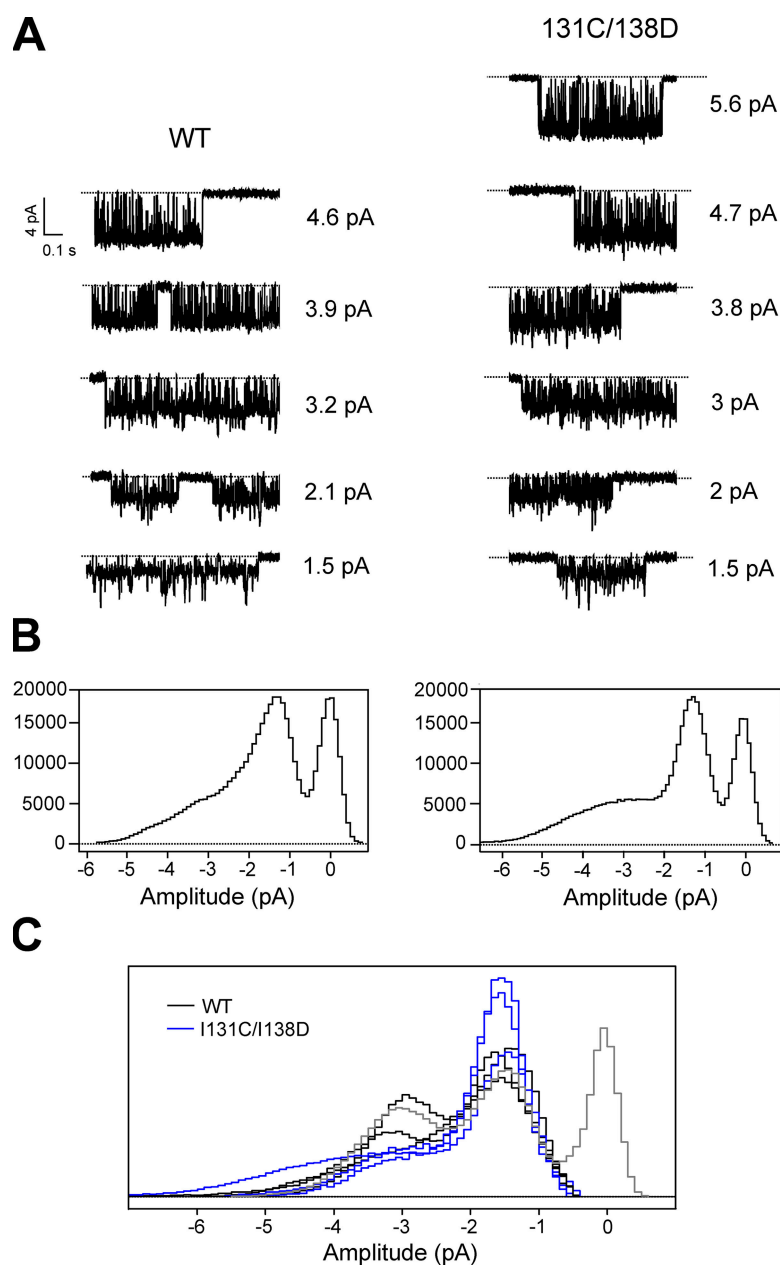 A
WT
131C/138D
4 pA
0.1 s
4.6 pA
3.9 pA
3.2 pA
2.1 pA
1.5 pA
5.6 pA
4.7 pA
3.8 pA
3 pA
2 pA
1.5 pA
B
20000
15000
10000
5000
0
-6 -5 -4 -3 -2 -1 0
Amplitude (pA)
20000
15000
10000
5000
0
-6 -5 -4 -3 -2 -1 0
Amplitude (pA)
C
WT
I131C/I138D
-6 -5 -4 -3 -2 -1 0
Amplitude (pA)